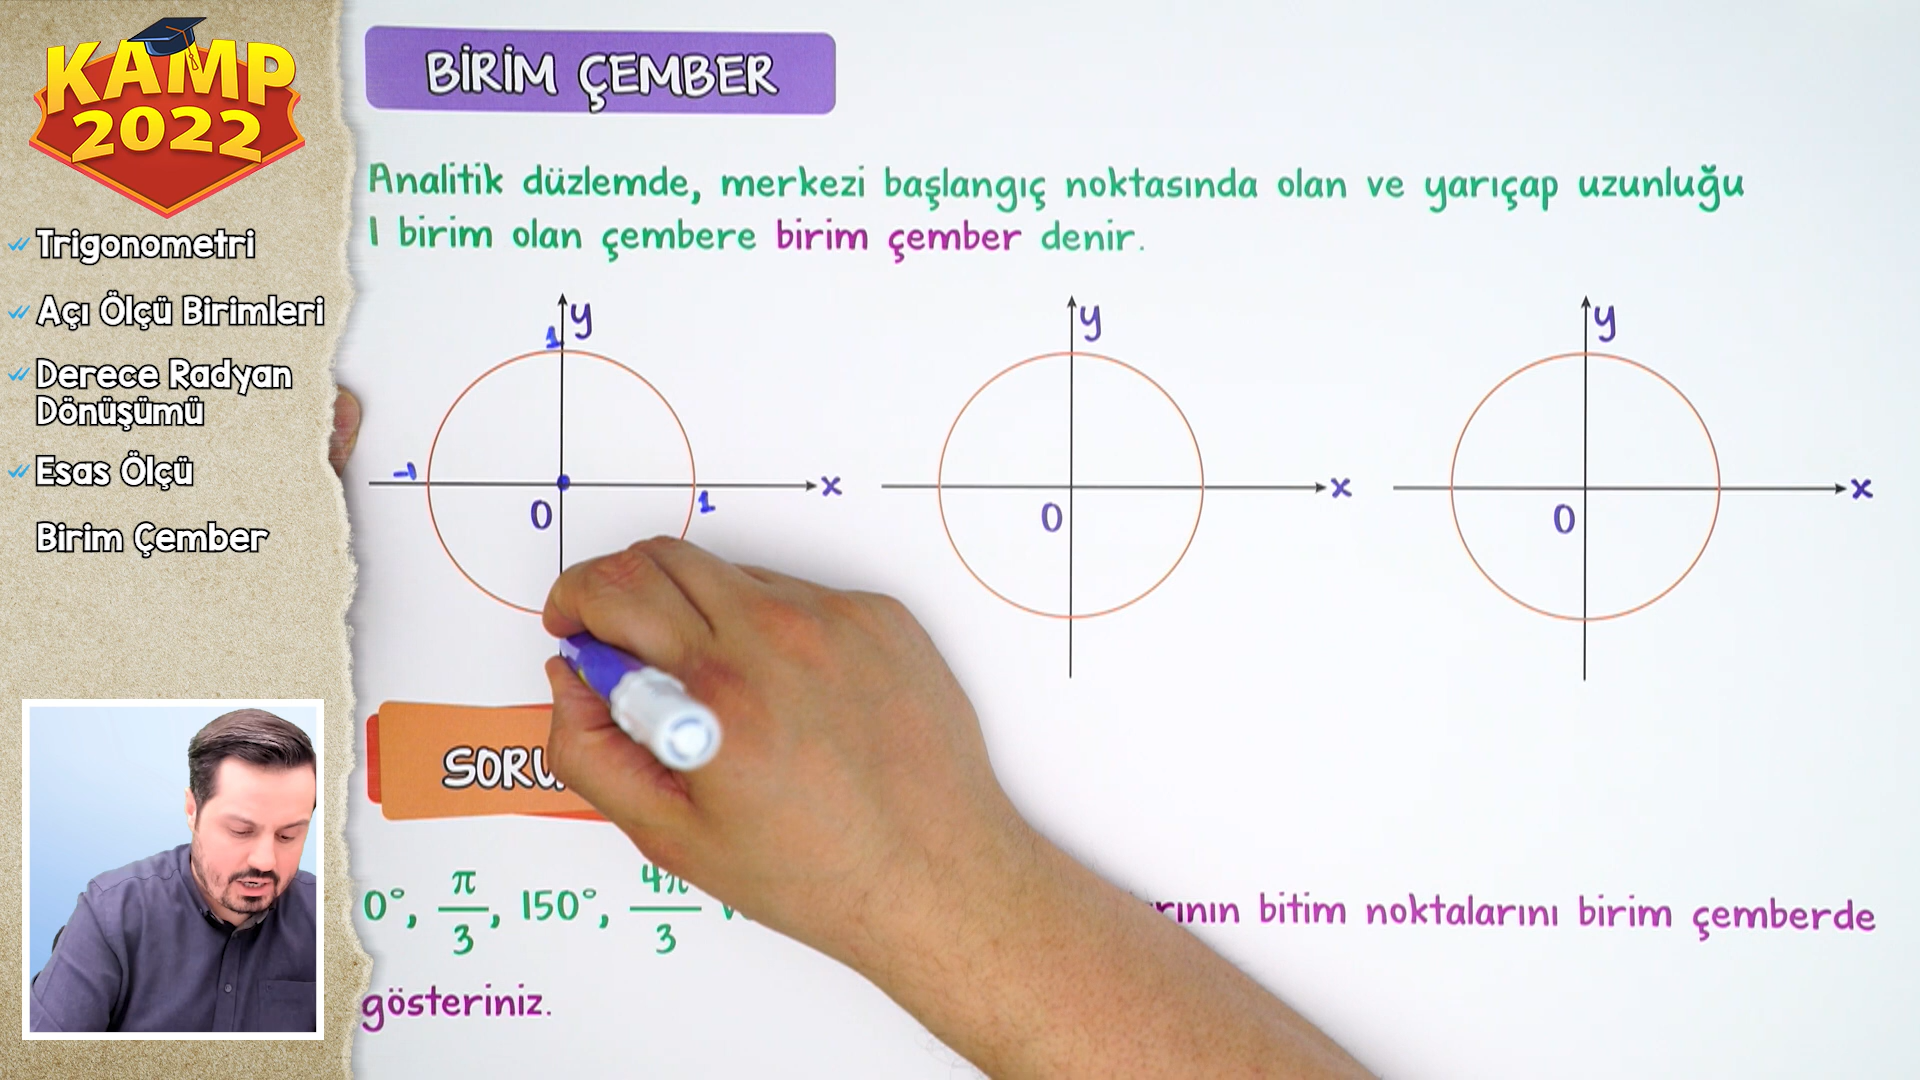 KAMP
2022
Trigonometri
Açı Ölçü Birimleri
Derece Radyan
Dönüşümü
Esas Ölçü
Birim Çember
BİRİM ÇEMBER
Analitik düzlemde, merkezi başlangıç noktasında olan ve yarıçap uzunluğu
1 birim olan çembere birim çember denir.
y
1
-1
x
0
1
y
x
0
y
x
0
SORU
0°, π/3, 150°, 4π/3 bitim noktalarını birim çemberde
gösteriniz.